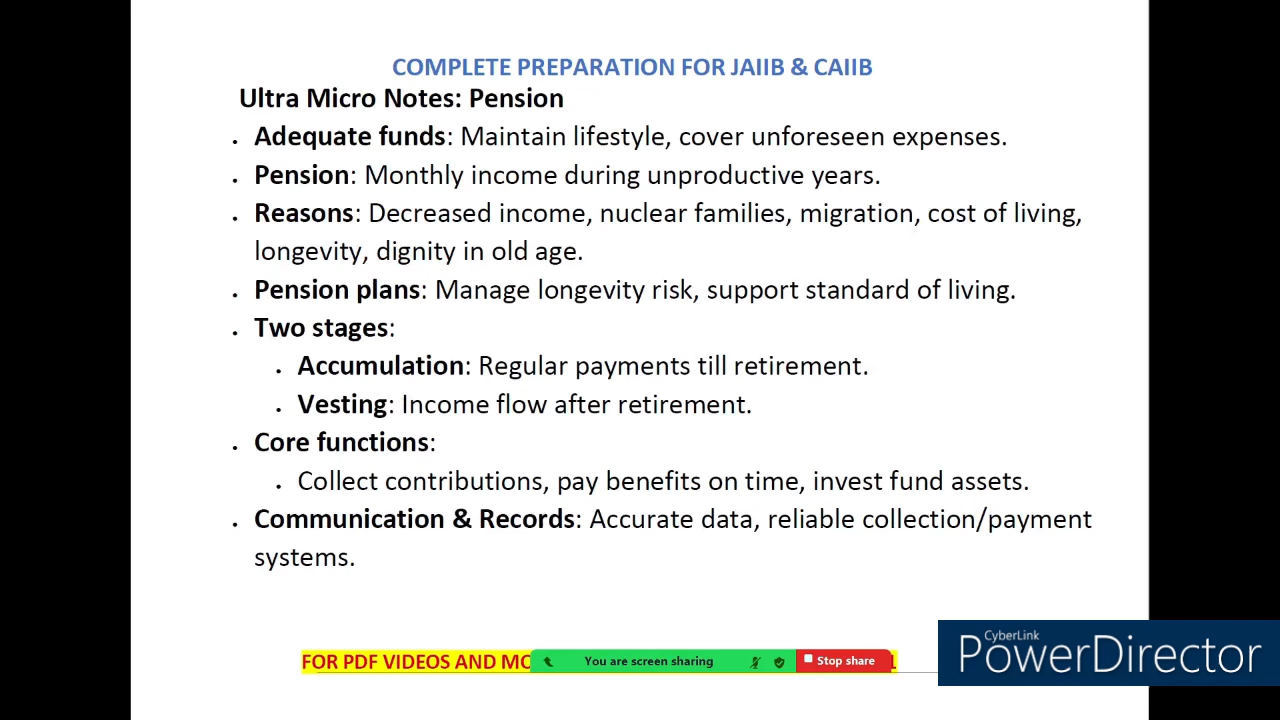 COMPLETE PREPARATION FOR JAIIB & CAIIB
Ultra Micro Notes: Pension
• Adequate funds: Maintain lifestyle, cover unforeseen expenses.
• Pension: Monthly income during unproductive years.
• Reasons: Decreased income, nuclear families, migration, cost of living,
longevity, dignity in old age.
• Pension plans: Manage longevity risk, support standard of living.
• Two stages:
• Accumulation: Regular payments till retirement.
• Vesting: Income flow after retirement.
• Core functions:
• Collect contributions, pay benefits on time, invest fund assets.
• Communication & Records: Accurate data, reliable collection/payment
systems.
FOR PDF VIDEOS AND
You are screen sharing
Stop share
CyberLink
PowerDirector